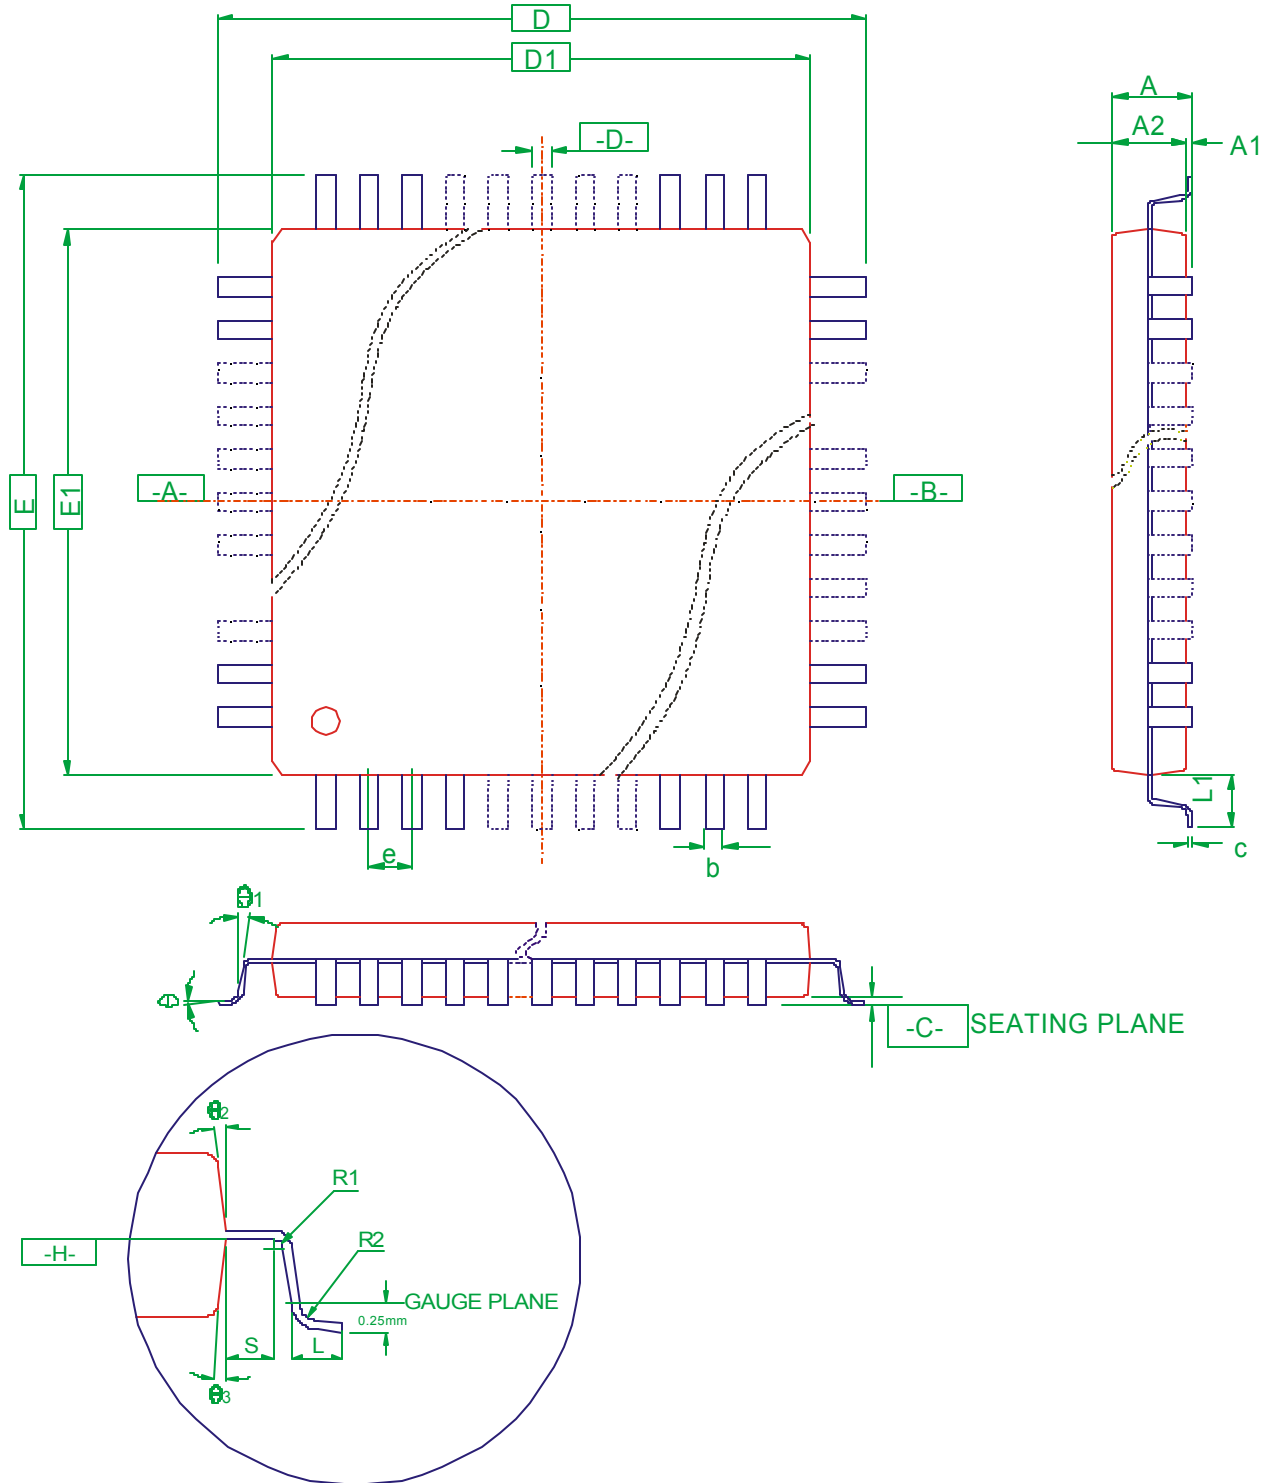 D
D1
-D-
A
A2
A1
E
E1
-A-
-B-
L1
e
b
c
θ1
θ
-C-
SEATING PLANE
θ2
R1
R2
-H-
GAUGE PLANE
0.25mm
S
L
θ3